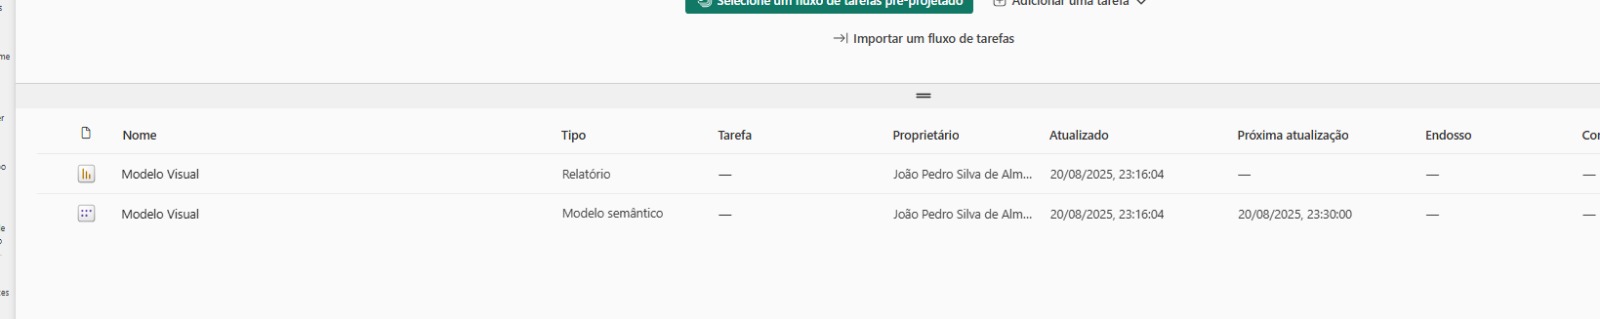 Selecione um fluxo de tarefas pré-projetado
Adicionar uma tarefa
Importar um fluxo de tarefas
Nome Tipo Tarefa Proprietário Atualizado Próxima atualização Endosso
Modelo Visual Relatório — João Pedro Silva de Alm... 20/08/2025, 23:16:04 — — —
Modelo Visual Modelo semântico — João Pedro Silva de Alm... 20/08/2025, 23:16:04 20/08/2025, 23:30:00 — —